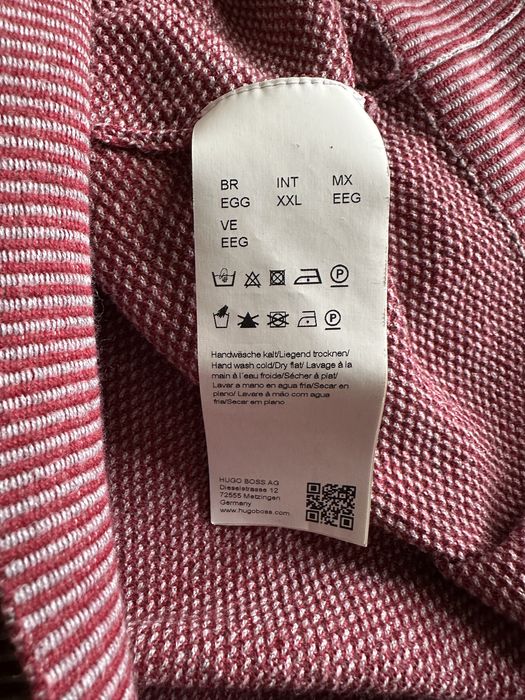 BR INT MX
EGG XXL EEG
VE
EEG
P
P
Handwäsche kalt/Liegend trocknen/
Hand wash cold/Dry flat/ Lavage à la
main à l'eau froide/Sécher à plat/
Lavar a mano en agua fria/Secar en
plano/ Lavare à mão com agua
fria/Secar em plano
HUGO BOSS AG
Dieselstrasse 12
72555 Metzingen
Germany
www.hugoboss.com